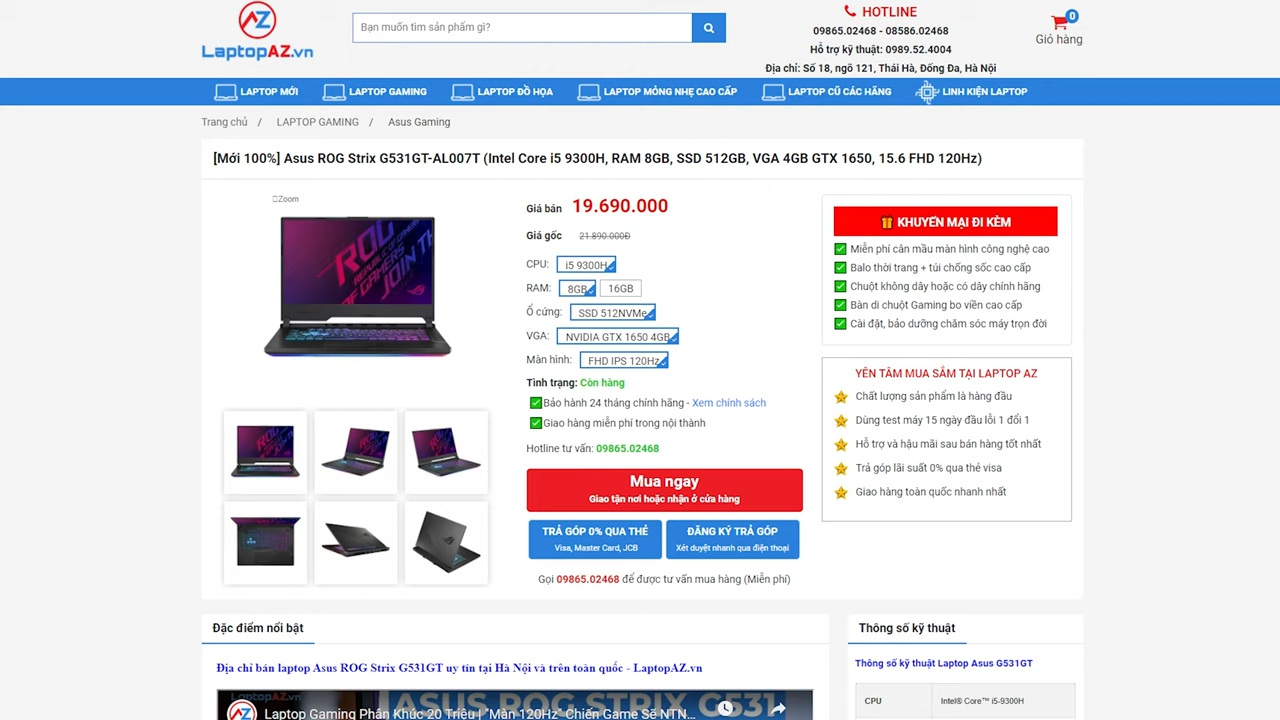 LaptopAZ.vn
Bạn muốn tìm sản phẩm gì?
HOTLINE
09865.02468 - 08586.02468
Hỗ trợ kỹ thuật: 0989.52.4004
Địa chỉ: Số 18, ngõ 121, Thái Hà, Đống Đa, Hà Nội
0
Giỏ hàng
LAPTOP MỚI
LAPTOP GAMING
LAPTOP ĐỒ HỌA
LAPTOP MỎNG NHẸ CAO CẤP
LAPTOP CŨ CÁC HÃNG
LINH KIỆN LAPTOP
Trang chủ / LAPTOP GAMING / Asus Gaming
[Mới 100%] Asus ROG Strix G531GT-AL007T (Intel Core i5 9300H, RAM 8GB, SSD 512GB, VGA 4GB GTX 1650, 15.6 FHD 120Hz)
Zoom
Giá bán 19.690.000
Giá gốc 21.890.000Đ
CPU: i5 9300H
RAM: 8GB 16GB
Ổ cứng: SSD 512NVMe
VGA: NVIDIA GTX 1650 4GB
Màn hình: FHD IPS 120Hz
Tình trạng: Còn hàng
Bảo hành 24 tháng chính hãng - Xem chính sách
Giao hàng miễn phí trong nội thành
Hotline tư vấn: 09865.02468
Mua ngay
Giao tận nơi hoặc nhận ở cửa hàng
TRẢ GÓP 0% QUA THẺ
Visa, Master Card, JCB
ĐĂNG KÝ TRẢ GÓP
Xét duyệt nhanh qua điện thoại
Gọi 09865.02468 để được tư vấn mua hàng (Miễn phí)
KHUYẾN MẠI ĐI KÈM
Miễn phí cân mầu màn hình công nghệ cao
Balo thời trang + túi chống sốc cao cấp
Chuột không dây hoặc có dây chính hãng
Bàn di chuột Gaming bo viền cao cấp
Cài đặt, bảo dưỡng chăm sóc máy trọn đời
YÊN TÂM MUA SẮM TẠI LAPTOP AZ
Chất lượng sản phẩm là hàng đầu
Dùng test máy 15 ngày đầu lỗi 1 đổi 1
Hỗ trợ và hậu mãi sau bán hàng tốt nhất
Trả góp lãi suất 0% qua thẻ visa
Giao hàng toàn quốc nhanh nhất
Đặc điểm nổi bật
Địa chỉ bán laptop Asus ROG Strix G531GT uy tín tại Hà Nội và trên toàn quốc - LaptopAZ.vn
LaptopAZ.vn
ASUS ROG STRIX G531
Laptop Gaming Phân Khúc 20 Triệu | "Màn 120Hz" Chiến Game Sẽ NTN...
Thông số kỹ thuật
Thông số kỹ thuật Laptop Asus G531GT
CPU Intel® Core™ i5-9300H